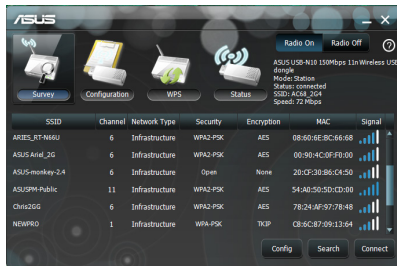 ASUS
Radio On Radio Off
ASUS USB-N10 150Mbps 11n Wireless USB
dongle
Mode: Station
Status: connected
SSID: AC68_2G4
Speed: 72 Mbps
Survey Configuration WPS Status
SSID Channel Network Type Security Encryption MAC Signal
ARIES_RT-N66U 6 Infrastructure WPA2-PSK AES 08:60:6E:BC:66:68
ASUS Ariel_2G 6 Infrastructure WPA2-PSK AES 00:90:4C:0F:F0:00
ASUS-monkey-2.4 6 Infrastructure Open None 20:CF:30:B6:C4:50
ASUSPM-Public 11 Infrastructure WPA2-PSK AES 54:A0:50:5D:CD:00
Chris2GG 6 Infrastructure WPA2-PSK AES 78:24:AF:97:78:48
NEWPRO 1 Infrastructure WPA-PSK TKIP C8:6C:87:09:13:64
Config Search Connect